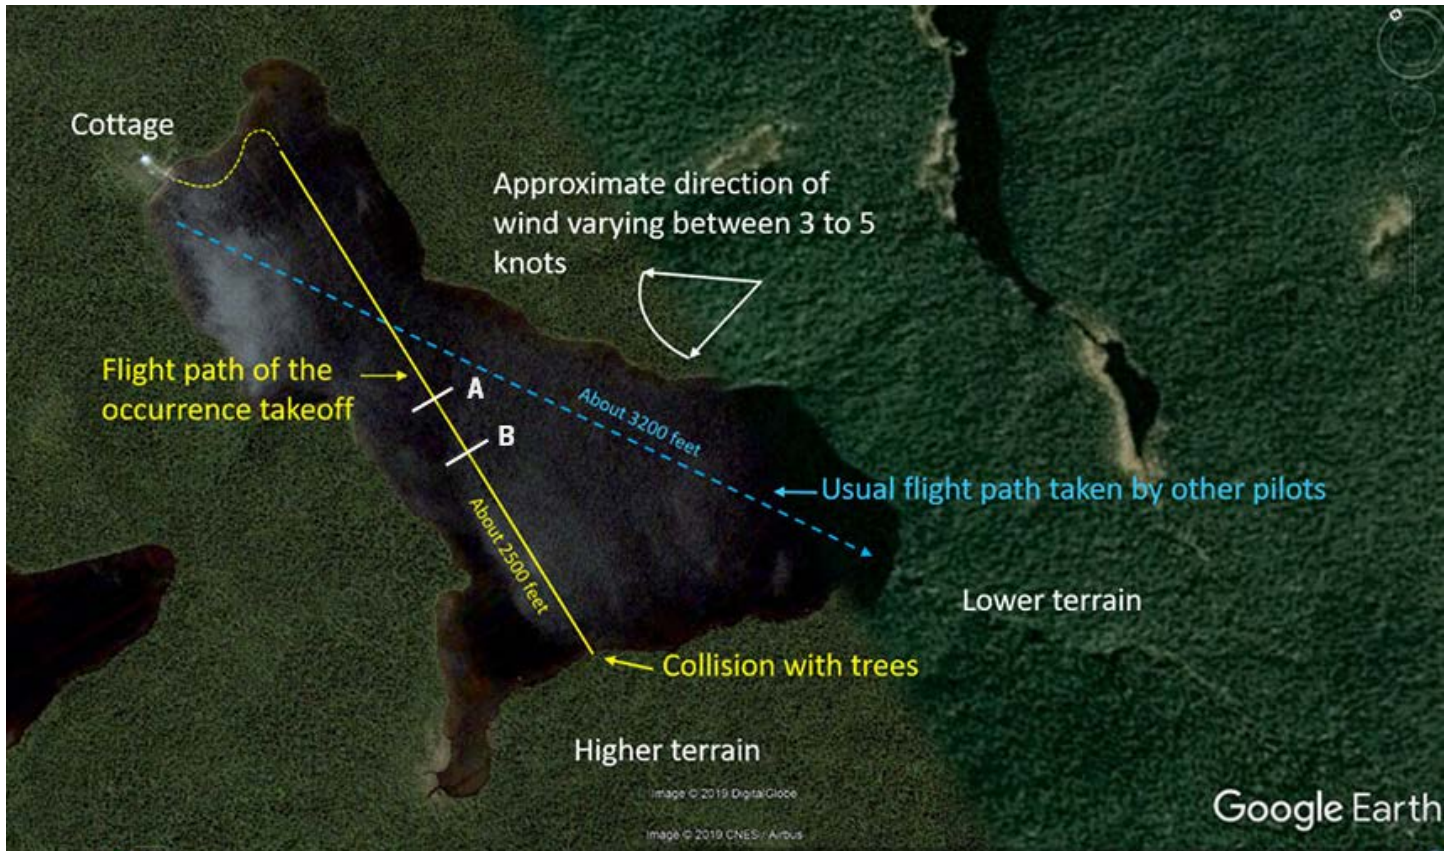 Cottage
Approximate direction of
wind varying between 3 to 5
knots
Flight path of the
occurrence takeoff
A
B
About 3200 feet
About 2500 feet
Usual flight path taken by other pilots
Lower terrain
Collision with trees
Higher terrain
Image © 2019 DigitalGlobe
Image © 2019 CNES / Airbus
Google Earth